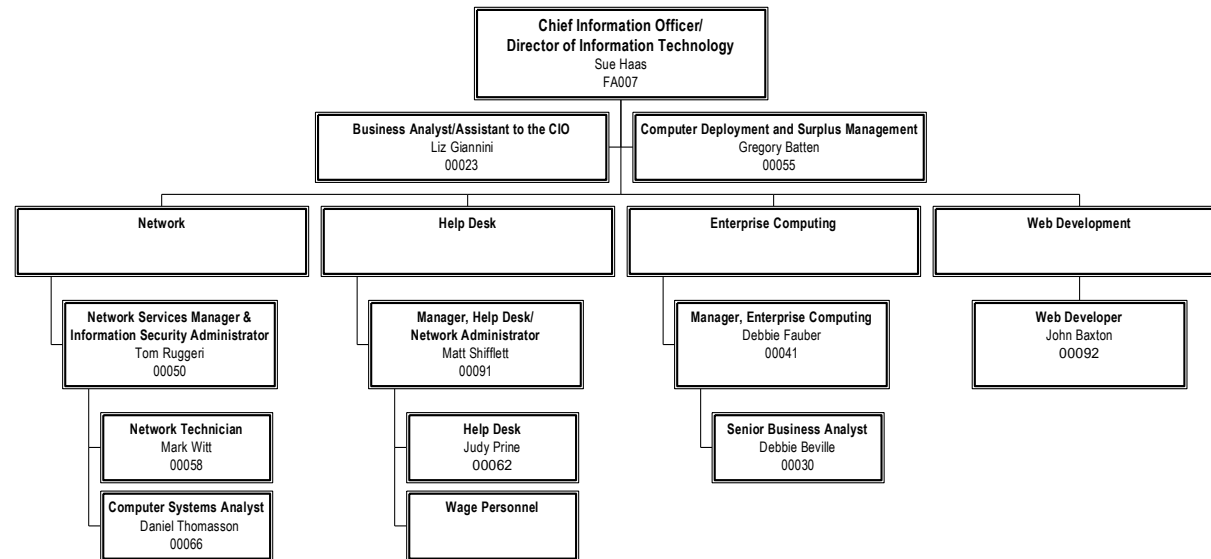 Chief Information Officer/
Director of Information Technology
Sue Haas
FA007
Business Analyst/Assistant to the CIO
Liz Giannini
00023
Computer Deployment and Surplus Management
Gregory Batten
00055
Network
Help Desk
Enterprise Computing
Web Development
Network Services Manager &
Information Security Administrator
Tom Ruggeri
00050
Manager, Help Desk/
Network Administrator
Matt Shifflett
00091
Manager, Enterprise Computing
Debbie Fauber
00041
Web Developer
John Baxton
00092
Network Technician
Mark Witt
00058
Help Desk
Judy Prine
00062
Senior Business Analyst
Debbie Beville
00030
Computer Systems Analyst
Daniel Thomasson
00066
Wage Personnel